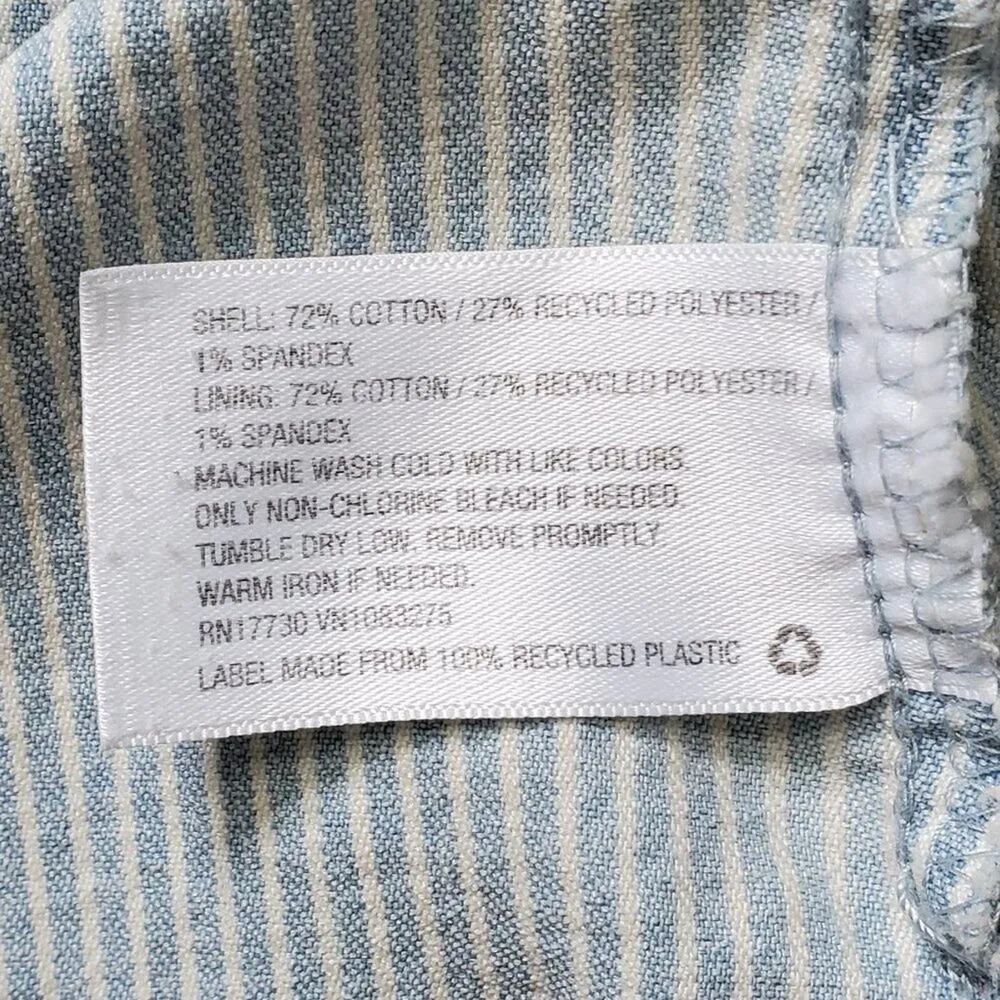 SHELL: 72% COTTON / 27% RECYCLED POLYESTER /
1% SPANDEX
LINING: 72% COTTON / 27% RECYCLED POLYESTER /
1% SPANDEX
MACHINE WASH COLD WITH LIKE COLORS.
ONLY NON-CHLORINE BLEACH IF NEEDED
TUMBLE DRY LOW. REMOVE PROMPTLY
WARM IRON IF NEEDED.
RN17730 VN1083275
LABEL MADE FROM 100% RECYCLED PLASTIC